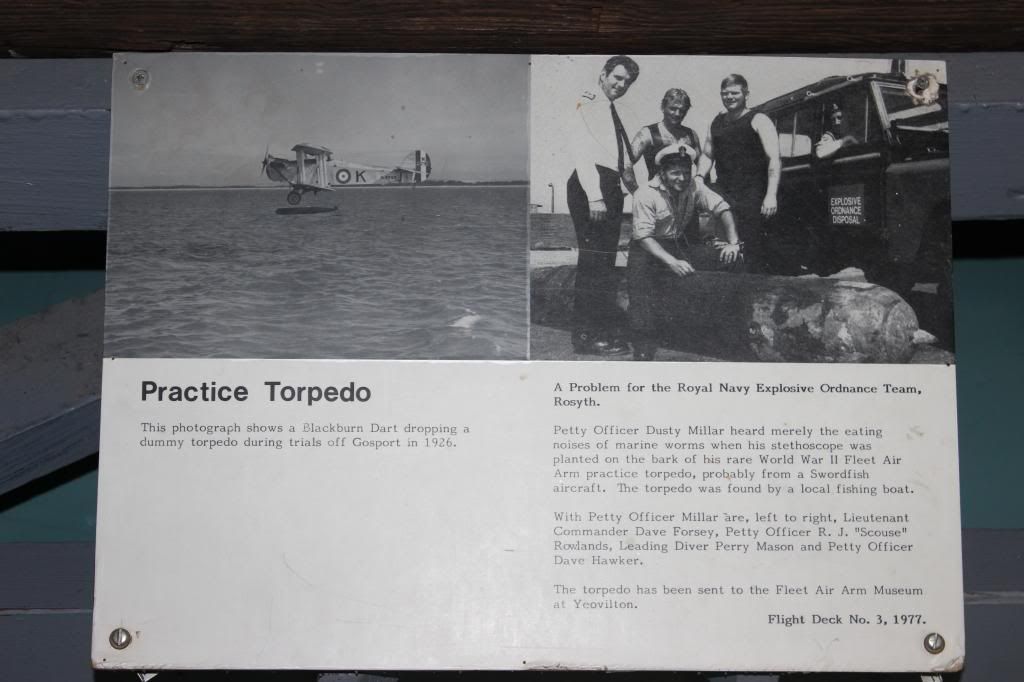 K
EXPLOSIVE
ORDNANCE
DISPOSAL
Practice Torpedo
This photograph shows a Blackburn Dart dropping a
dummy torpedo during trials off Gosport in 1926.
A Problem for the Royal Navy Explosive Ordnance Team,
Rosyth.
Petty Officer Dusty Millar heard merely the eating
noises of marine worms when his stethoscope was
planted on the bark of his rare World War II Fleet Air
Arm practice torpedo, probably from a Swordfish
aircraft. The torpedo was found by a local fishing boat.
With Petty Officer Millar are, left to right, Lieutenant
Commander Dave Forsey, Petty Officer R. J. "Scouse"
Rowlands, Leading Diver Perry Mason and Petty Officer
Dave Hawker.
The torpedo has been sent to the Fleet Air Arm Museum
at Yeovilton.
Flight Deck No. 3, 1977.